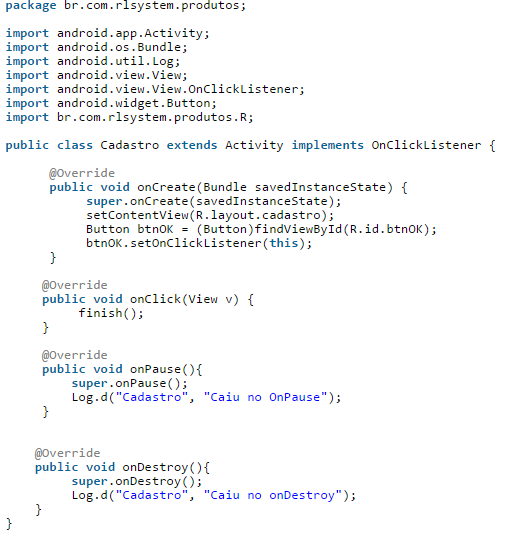 package br.com.rlsystem.produtos;
import android.app.Activity;
import android.os.Bundle;
import android.util.Log;
import android.view.View;
import android.view.View.OnClickListener;
import android.widget.Button;
import br.com.rlsystem.produtos.R;
public class Cadastro extends Activity implements OnClickListener {
@Override
public void onCreate(Bundle savedInstanceState) {
super.onCreate(savedInstanceState);
setContentView(R.layout.cadastro);
Button btnOK = (Button)findViewById(R.id.btnOK);
btnOK.setOnClickListener(this);
}
@Override
public void onClick(View v) {
finish();
}
@Override
public void onPause(){
super.onPause();
Log.d("Cadastro", "Caiu no OnPause");
}
@Override
public void onDestroy(){
super.onDestroy();
Log.d("Cadastro", "Caiu no onDestroy");
}
}